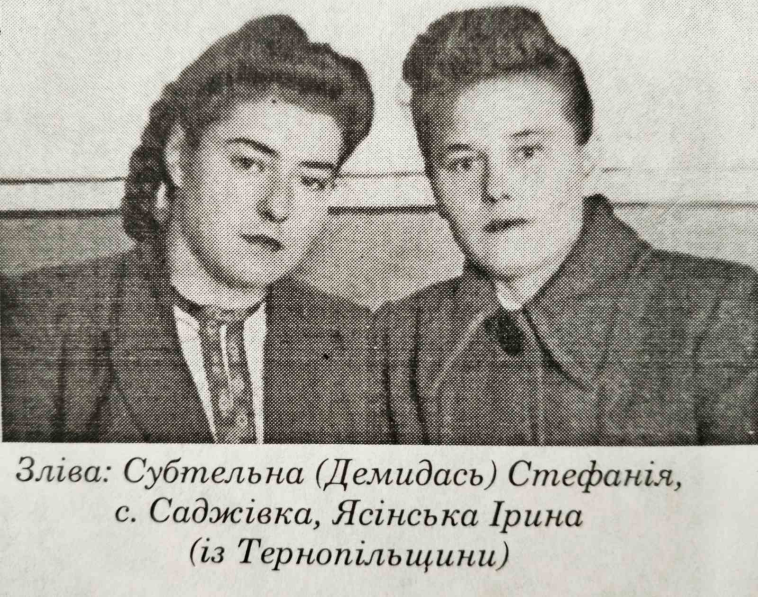 Зліва: Субтельна (Демидась) Стефанія,
с. Саджівка, Ясінська Ірина
(із Тернопільщини)